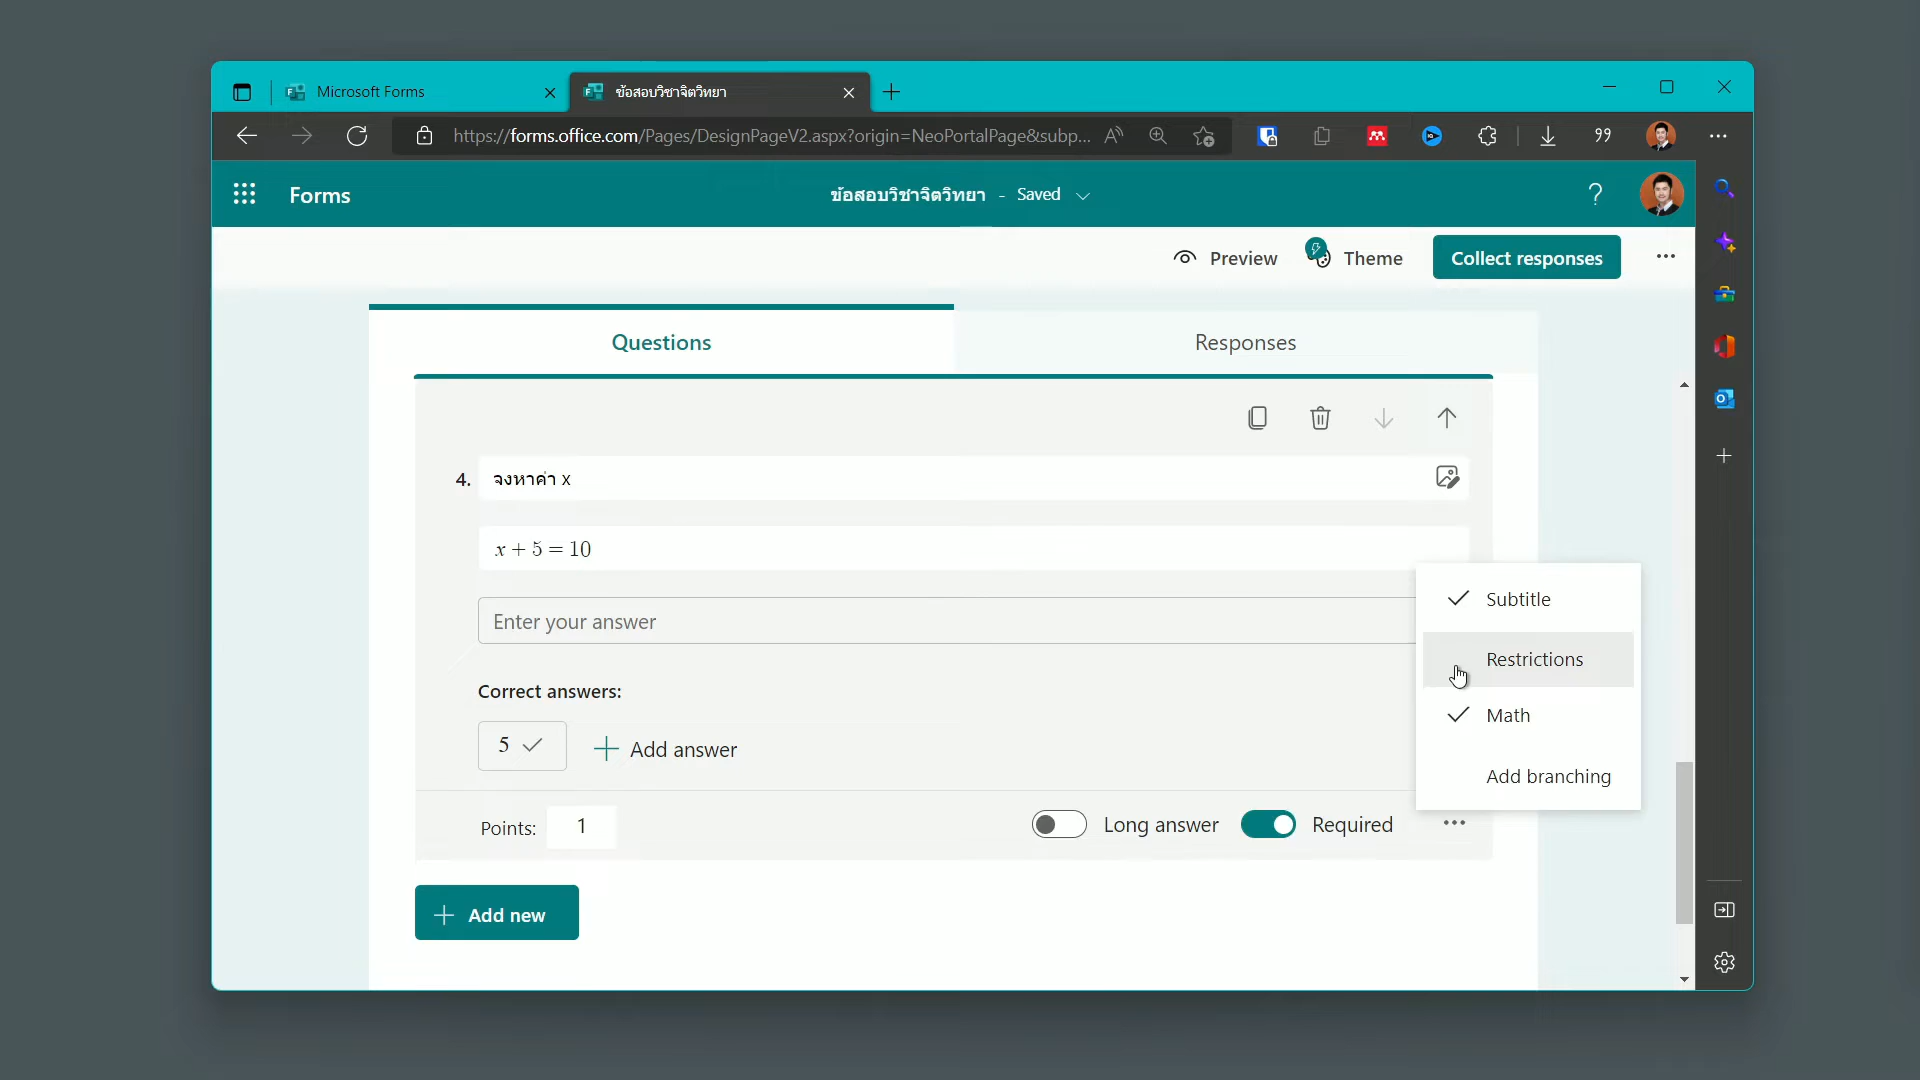 Microsoft Forms
ข้อสอบวิชาจิตวิทยา
https://forms.office.com/Pages/DesignPageV2.aspx?origin=NeoPortalPage&subp...
Forms
ข้อสอบวิชาจิตวิทยา - Saved
Preview
Theme
Collect responses
Questions
Responses
4. จงหาค่า x
x + 5 = 10
Enter your answer
Subtitle
Restrictions
Math
Add branching
Correct answers:
5
Add answer
Points: 1
Long answer
Required
Add new